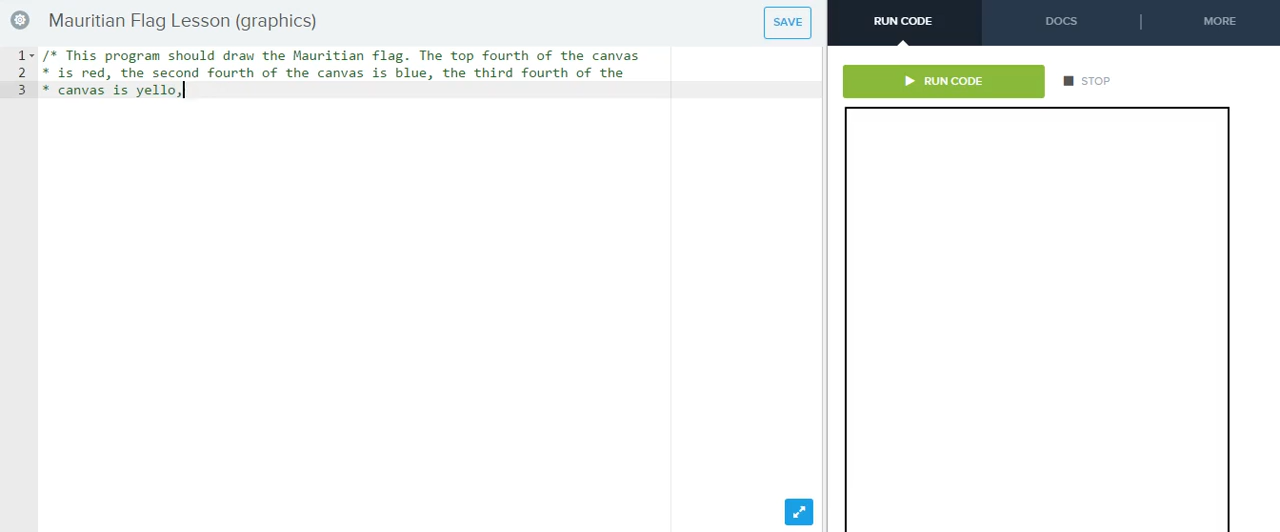 Mauritian Flag Lesson (graphics)
SAVE
RUN CODE
DOCS
MORE
1 /* This program should draw the Mauritian flag. The top fourth of the canvas
2 * is red, the second fourth of the canvas is blue, the third fourth of the
3 * canvas is yello,
RUN CODE
STOP